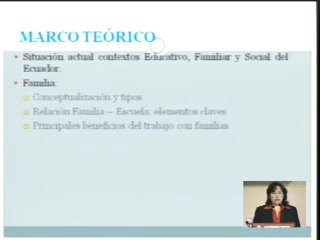 MARCO TEÓRICO
Situación actual contextos Educativo, Familiar y Social del
Ecuador.
Familia:
Conceptualización y tipos
Relación Familia – Escuela: elementos claves
Principales beneficios del trabajo con familias